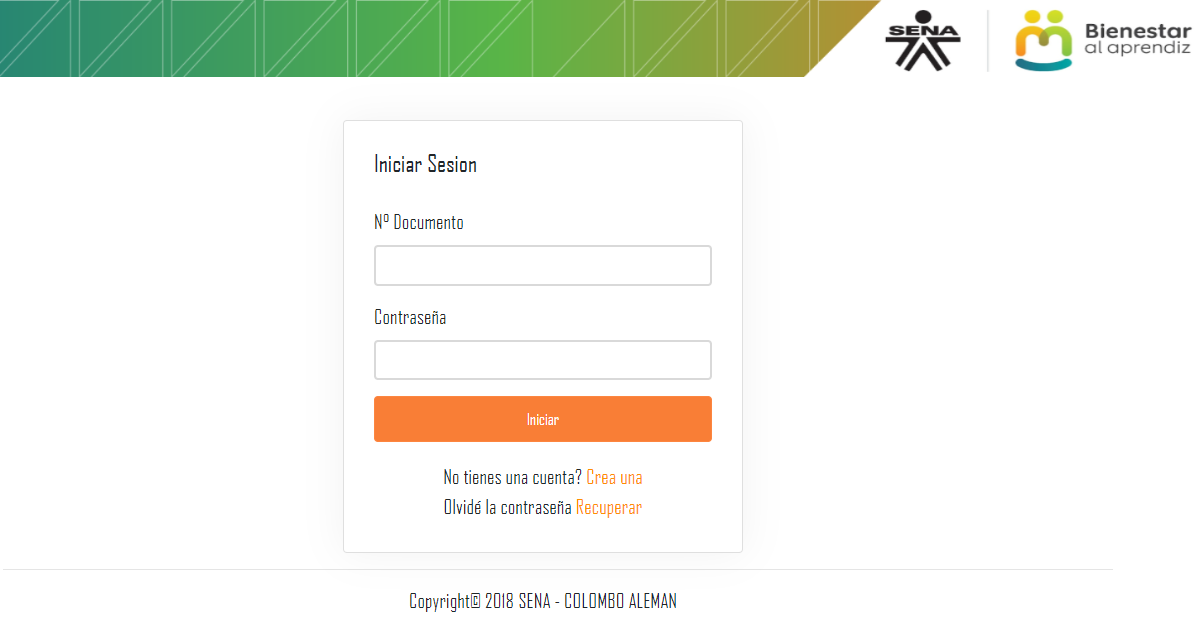 SENA
Bienestar
al aprendiz
Iniciar Sesion
Nº Documento
Contraseña
Iniciar
No tienes una cuenta? Crea una
Olvidé la contraseña Recuperar
Copyright© 2018 SENA - COLOMBO ALEMAN